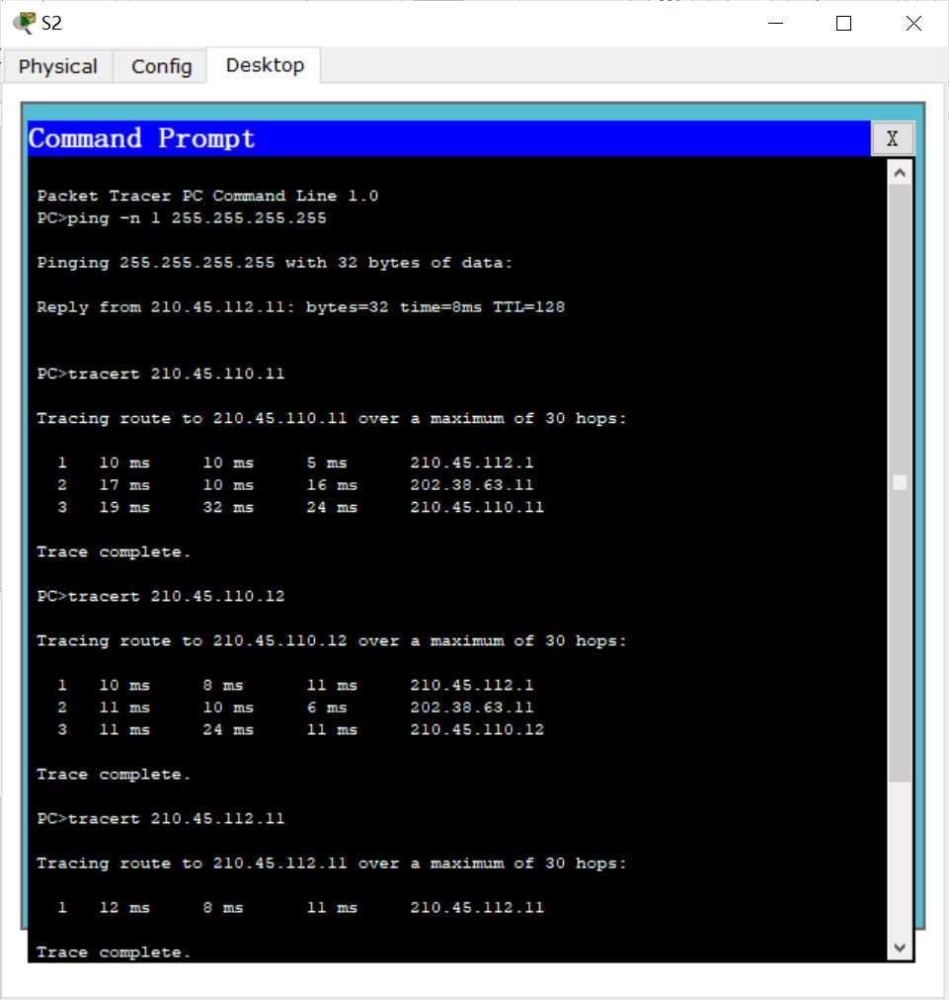 S2
Physical Config Desktop
Command Prompt X
Packet Tracer PC Command Line 1.0
PC>ping -n 1 255.255.255.255
Pinging 255.255.255.255 with 32 bytes of data:
Reply from 210.45.112.11: bytes=32 time=8ms TTL=128
PC>tracert 210.45.110.11
Tracing route to 210.45.110.11 over a maximum of 30 hops:
1 10 ms 10 ms 5 ms 210.45.112.1
2 17 ms 10 ms 16 ms 202.38.63.11
3 19 ms 32 ms 24 ms 210.45.110.11
Trace complete.
PC>tracert 210.45.110.12
Tracing route to 210.45.110.12 over a maximum of 30 hops:
1 10 ms 8 ms 11 ms 210.45.112.1
2 11 ms 10 ms 6 ms 202.38.63.11
3 11 ms 24 ms 11 ms 210.45.110.12
Trace complete.
PC>tracert 210.45.112.11
Tracing route to 210.45.112.11 over a maximum of 30 hops:
1 12 ms 8 ms 11 ms 210.45.112.11
Trace complete.